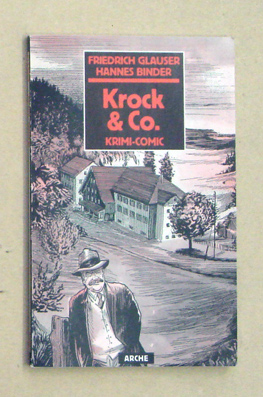 FRIEDRICH GLAUSER
HANNES BINDER
Krock
& Co.
KRIMI-COMIC
ARCHE